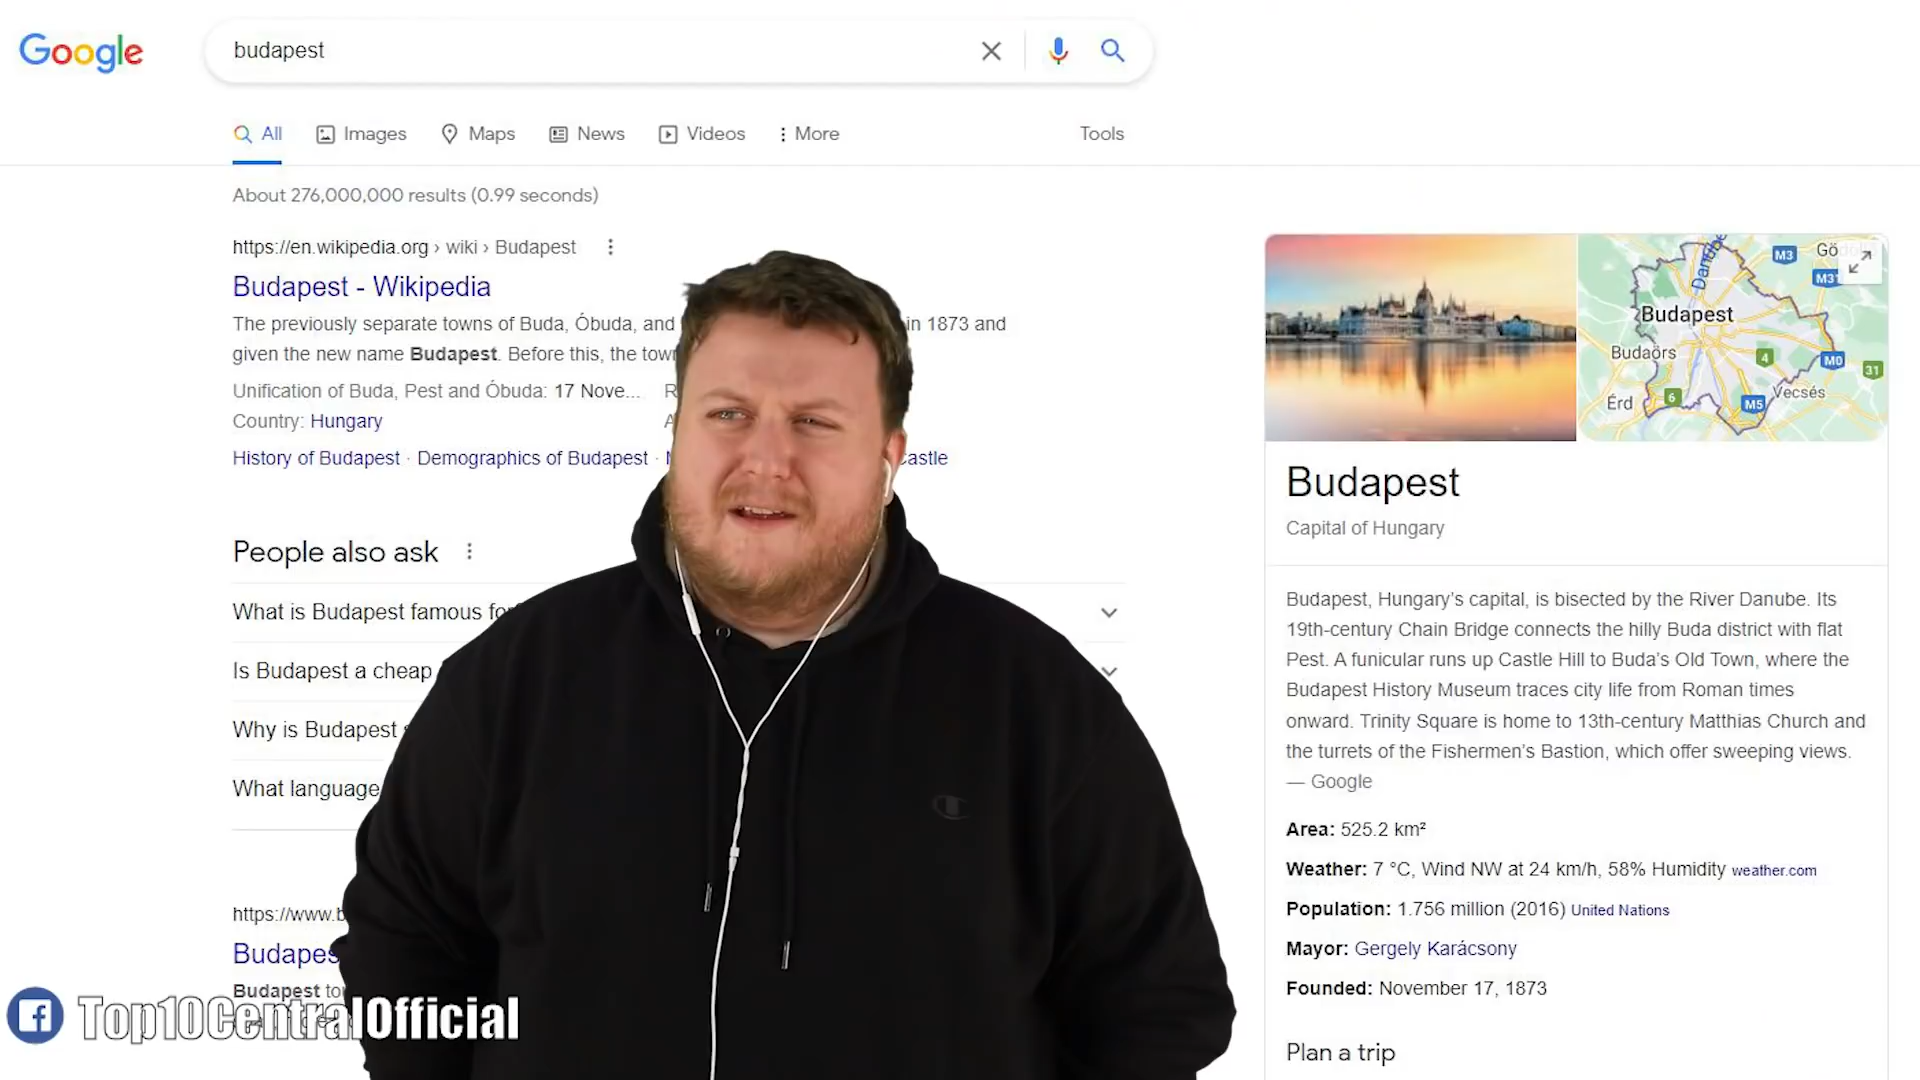 Google
budapest
All
Images
Maps
News
Videos
More
Tools
About 276,000,000 results (0.99 seconds)
https://en.wikipedia.org › wiki › Budapest
Budapest - Wikipedia
The previously separate towns of Buda, Óbuda, and in 1873 and
given the new name Budapest. Before this, the
Unification of Buda, Pest and Óbuda: 17 Nove...
Country: Hungary
History of Budapest · Demographics of Budapest ·
People also ask
What is Budapest famous
Is Budapest a cheap
Why is Budapest
What language
https://www.
Budapest
Top10CentralOfficial
M3
M31
Danube
Budapest
Budaörs
4
M0
31
Érd
6
M5
Vecsés
Budapest
Capital of Hungary
Budapest, Hungary’s capital, is bisected by the River Danube. Its
19th-century Chain Bridge connects the hilly Buda district with flat
Pest. A funicular runs up Castle Hill to Buda’s Old Town, where the
Budapest History Museum traces city life from Roman times
onward. Trinity Square is home to 13th-century Matthias Church and
the turrets of the Fishermen’s Bastion, which offer sweeping views.
— Google
Area: 525.2 km²
Weather: 7 °C, Wind NW at 24 km/h, 58% Humidity weather.com
Population: 1.756 million (2016) United Nations
Mayor: Gergely Karácsony
Founded: November 17, 1873
Plan a trip